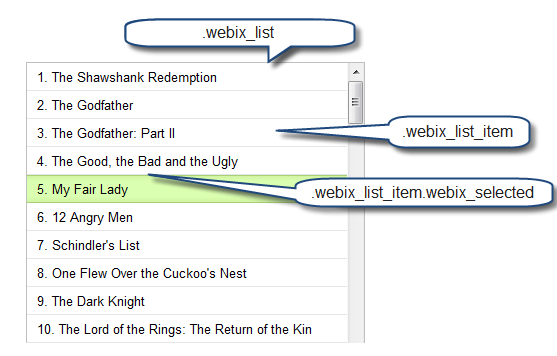 .webix_list
1. The Shawshank Redemption
2. The Godfather
3. The Godfather: Part II
.webix_list_item
4. The Good, the Bad and the Ugly
5. My Fair Lady
.webix_list_item.webix_selected
6. 12 Angry Men
7. Schindler's List
8. One Flew Over the Cuckoo's Nest
9. The Dark Knight
10. The Lord of the Rings: The Return of the Kin